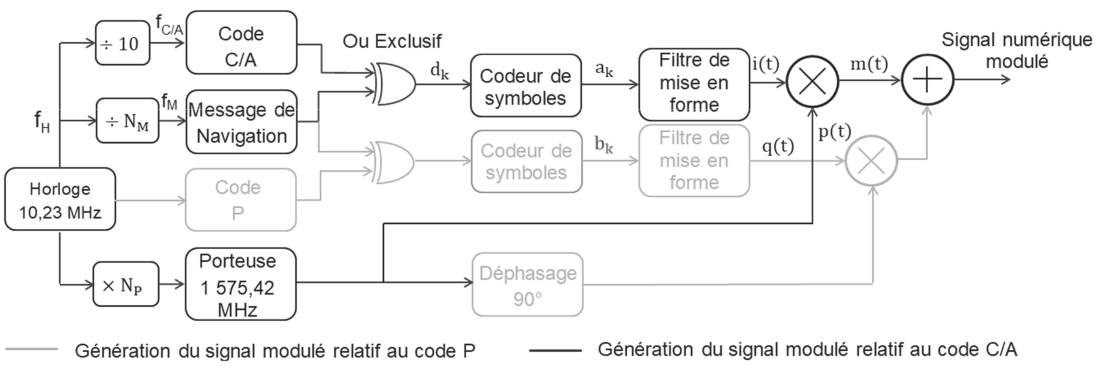 ÷ 10
f_C/A
Code
C/A
Ou Exclusif
d_k
Codeur de
symboles
a_k
Filtre de
mise en
forme
i(t)
m(t)
Signal numérique
modulé
f_H
÷ N_M
f_M
Message de
Navigation
Horloge
10,23 MHz
Code
P
Codeur de
symboles
b_k
Filtre de
mise en
forme
q(t)
p(t)
× N_P
Porteuse
1 575,42
MHz
Déphasage
90°
Génération du signal modulé relatif au code P
Génération du signal modulé relatif au code C/A